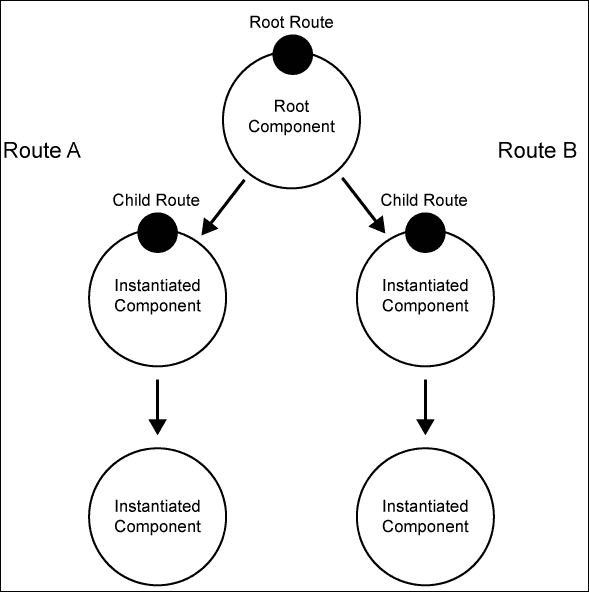 Root Route
Root
Component
Route A
Route B
Child Route
Child Route
Instantiated
Component
Instantiated
Component
Instantiated
Component
Instantiated
Component